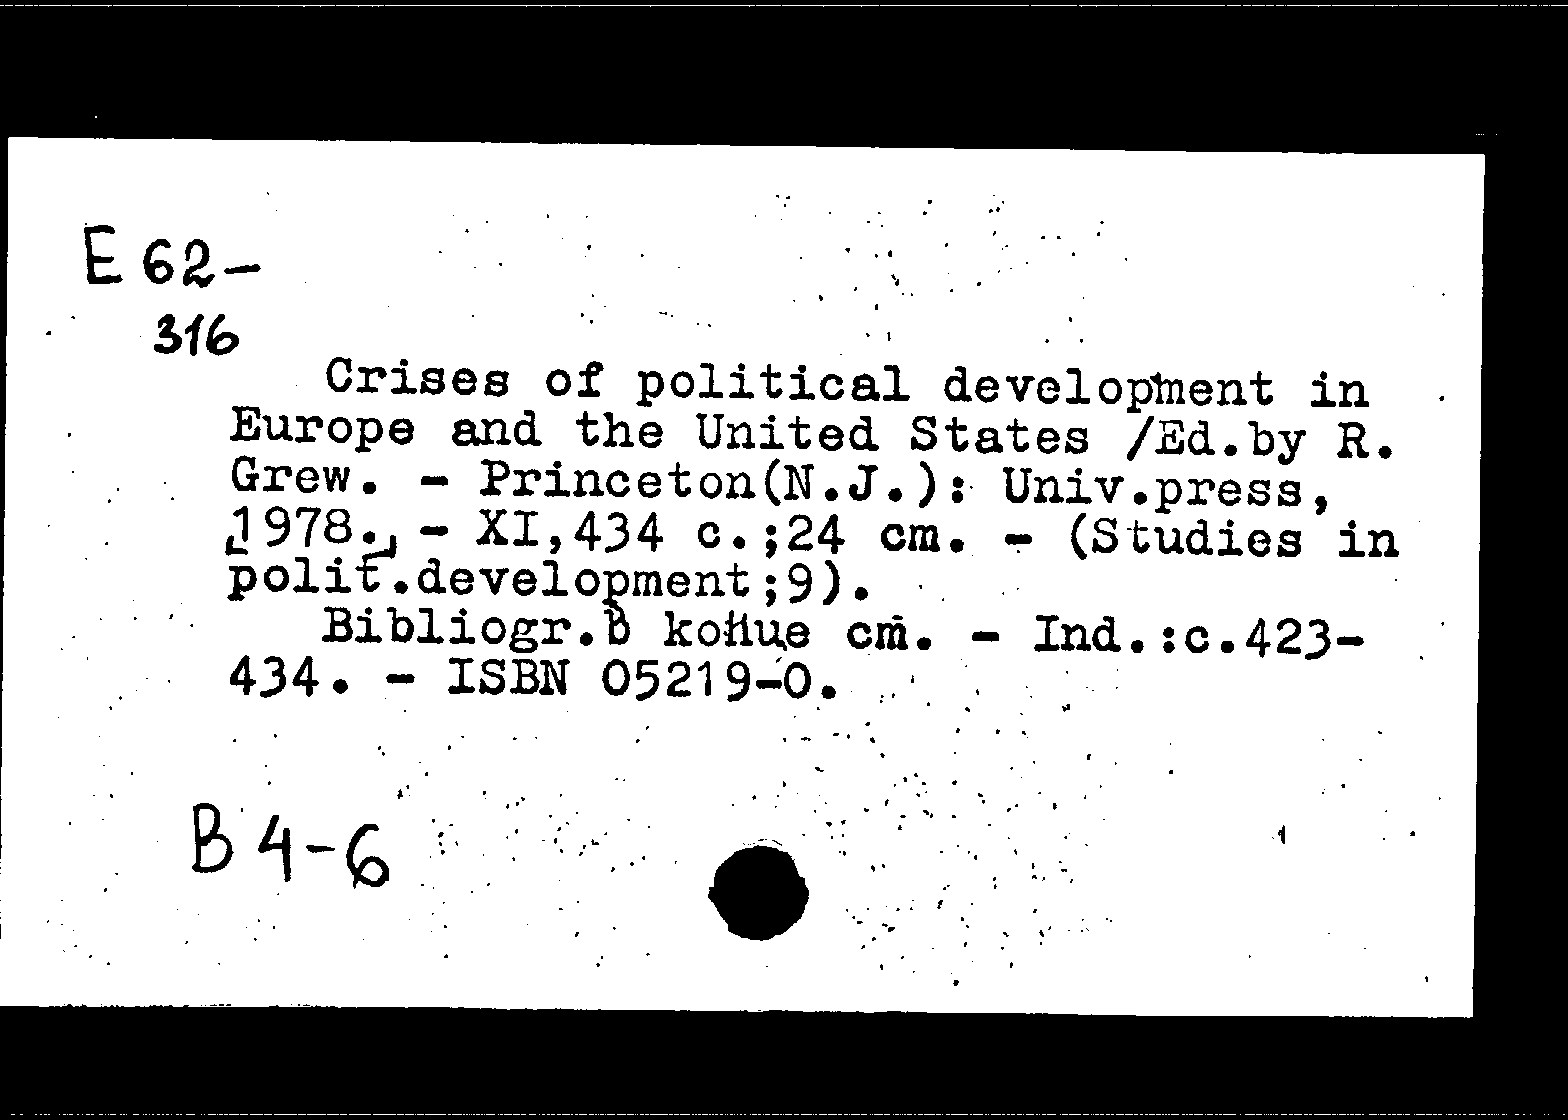 E 62-
316
Crises of political development in
Europe and the United States /Ed.by R.
Grew. - Princeton(N.J.): Univ.press,
[1978.] - XI,434 c.;24 cm. - (Studies in
polit.development;9).
Bibliogr.в конце cm. - Ind.:c.423-
434. - ISBN 05219-0.
B 4-6